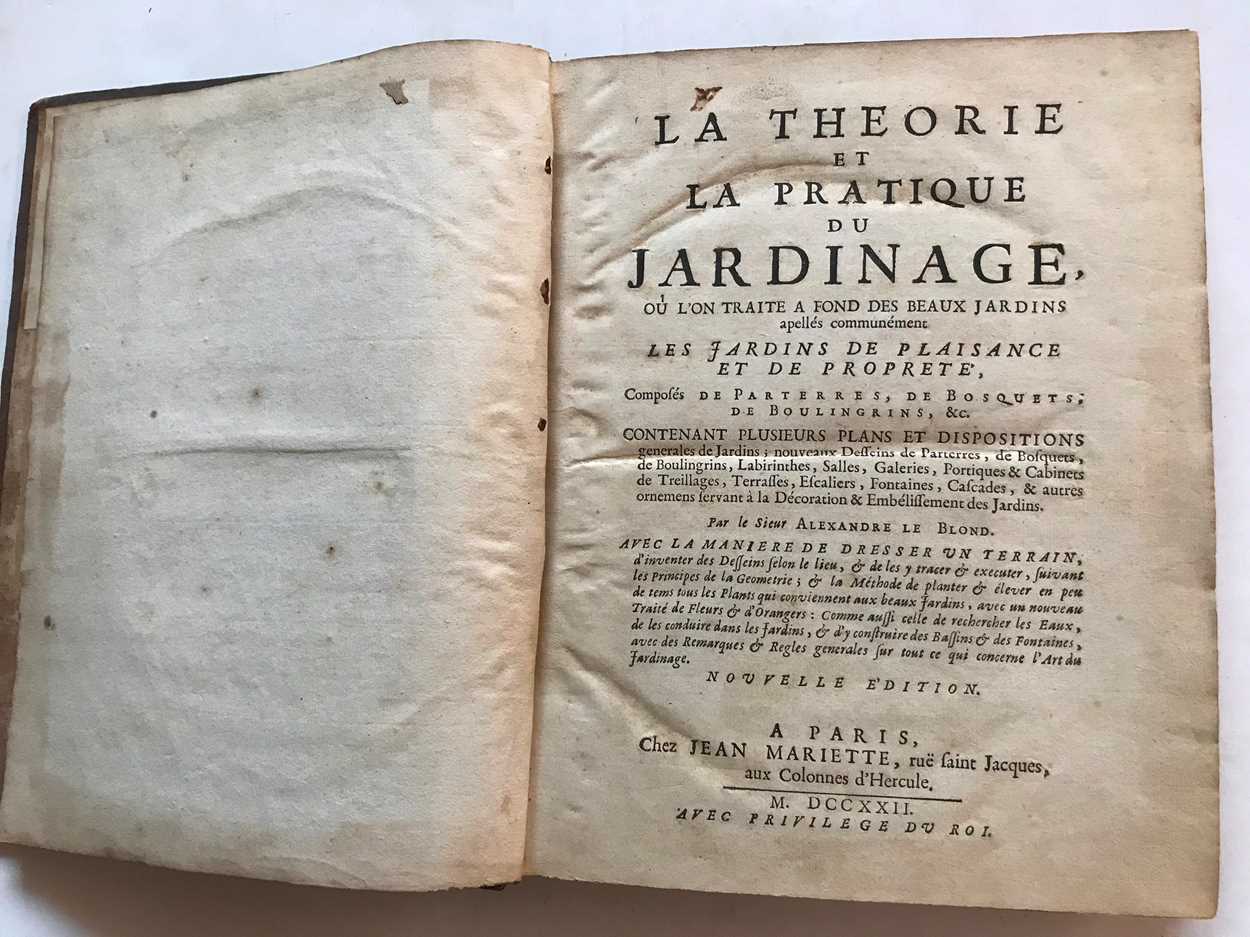 LA THEORIE
ET
LA PRATIQUE
DU
JARDINAGE,
OÙ L'ON TRAITE A FOND DES BEAUX JARDINS
apellés communément
LES JARDINS DE PLAISANCE
ET DE PROPRETE',
Composés DE PARTERRES, DE BOSQUETS,
DE BOULINGRINS, &c.
CONTENANT PLUSIEURS PLANS ET DISPOSITIONS
generales de Jardins; nouveaux Deſſeins de Parterres, de Boſquets,
de Boulingrins, Labirinthes, Salles, Galeries, Portiques & Cabinets
de Treillages, Terraſſes, Eſcaliers, Fontaines, Caſcades, & autres
ornemens ſervant à la Décoration & Embéliſſement des Jardins.
Par le Sieur ALEXANDRE LE BLOND.
AVEC LA MANIERE DE DRESSER UN TERRAIN,
d'inventer des Deſſeins ſelon le lieu, & de les y tracer & executer, ſuivant
les Principes de la Geometrie; & la Méthode de planter & élever en peu
de tems tous les Plants qui conviennent aux beaux Jardins, avec un nouveau
Traité de Fleurs & d'Orangers: Comme auſſi celle de rechercher les Eaux,
de les conduire dans les Jardins, & d'y conſtruire des Baſſins & des Fontaines,
avec des Remarques & Regles generales ſur tout ce qui concerne l'Art du
Jardinage.
NOUVELLE E'DITION.
A PARIS,
Chez JEAN MARIETTE, ruë ſaint Jacques,
aux Colonnes d'Hercule.
M. DCCXXII.
AVEC PRIVILEGE DU ROI.